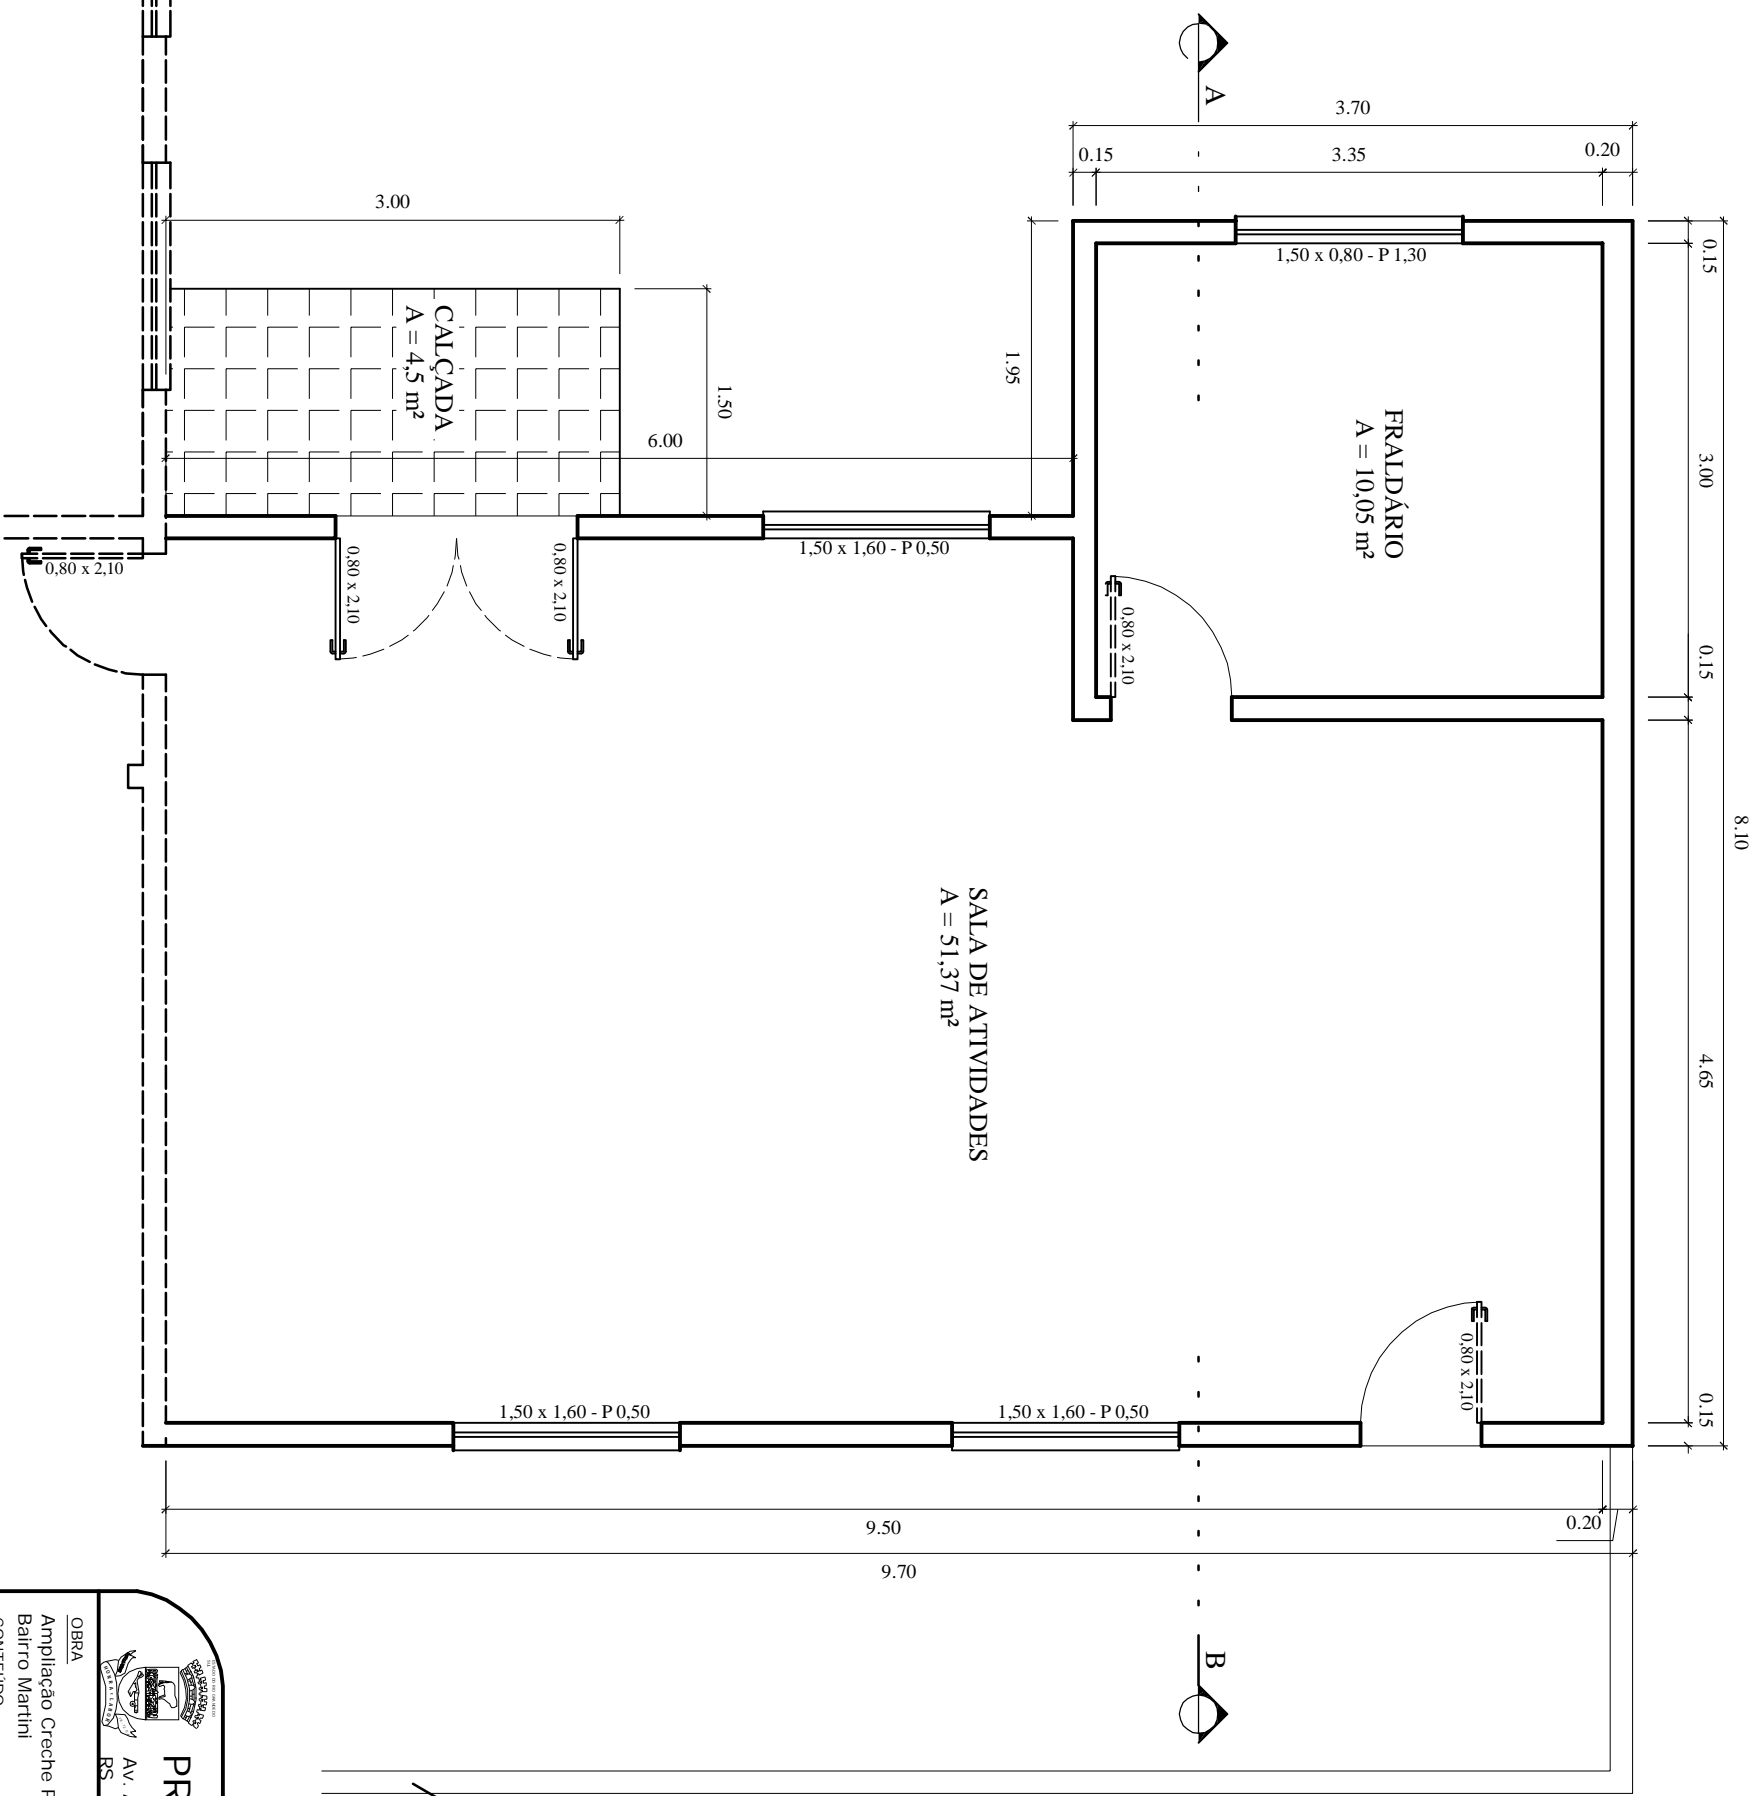 A
3.70
0.15
3.35
0.20
3.00
1,50 x 0,80 - P 1,30
0.15
CALÇADA
A = 4,5 m²
1.95
1.50
6.00
FRALDÁRIO
A = 10,05 m²
3.00
1,50 x 1,60 - P 0,50
0,80 x 2,10
0,80 x 2,10
0,80 x 2,10
0,80 x 2,10
0.15
8.10
SALA DE ATIVIDADES
A = 51,37 m²
4.65
0,80 x 2,10
1,50 x 1,60 - P 0,50
1,50 x 1,60 - P 0,50
0.15
9.50
0.20
9.70
B
PR
Av.
RS
OBRA
Ampliação Creche
Bairro Martini